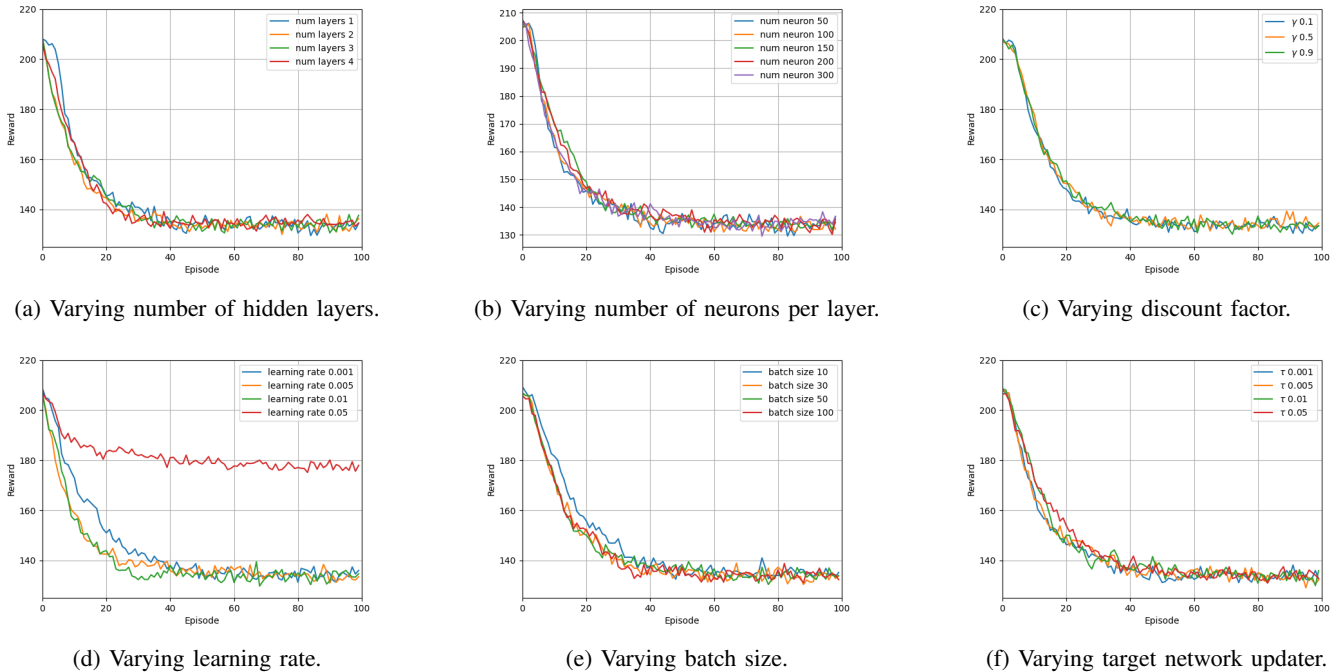 220
200
180
160
140
0
20
40
60
80
100
Episode
Reward
num layers 1
num layers 2
num layers 3
num layers 4
(a) Varying number of hidden layers.
210
200
190
180
170
160
150
140
130
0
20
40
60
80
100
Episode
Reward
num neuron 50
num neuron 100
num neuron 150
num neuron 200
num neuron 300
(b) Varying number of neurons per layer.
220
200
180
160
140
0
20
40
60
80
100
Episode
Reward
γ 0.1
γ 0.5
γ 0.9
(c) Varying discount factor.
220
200
180
160
140
0
20
40
60
80
100
Episode
Reward
learning rate 0.001
learning rate 0.005
learning rate 0.01
learning rate 0.05
(d) Varying learning rate.
220
200
180
160
140
0
20
40
60
80
100
Episode
Reward
batch size 10
batch size 30
batch size 50
batch size 100
(e) Varying batch size.
220
200
180
160
140
0
20
40
60
80
100
Episode
Reward
τ 0.001
τ 0.005
τ 0.01
τ 0.05
(f) Varying target network updater.